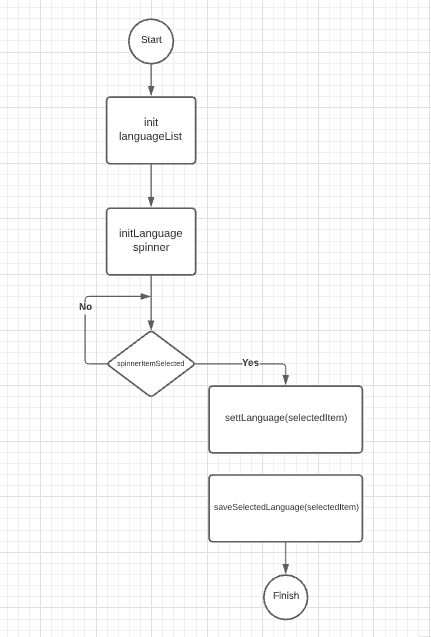 Start
init
languageList
initLanguage
spinner
No
spinnerItemSelected
Yes
settLanguage(selectedItem)
saveSelectedLanguage(selectedItem)
Finish